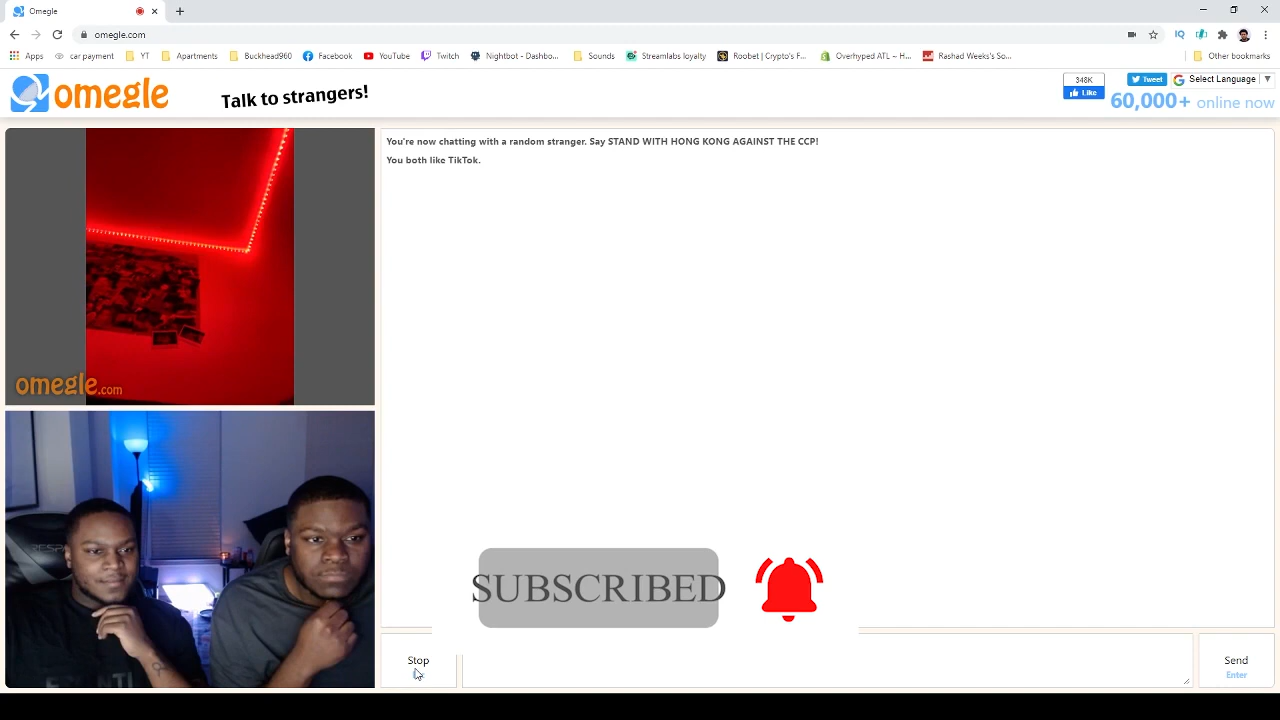 Omegle
omegle.com
Apps
car payment
YT
Apartments
Buckhead960
Facebook
YouTube
Twitch
Nightbot - Dashbo...
Sounds
Streamlabs loyalty
Roobet | Crypto's F...
Overthyped ATL ~ H...
Rashad Weeks's So...
Other bookmarks
omegle
Talk to strangers!
348K
Like
Tweet
Select Language
60,000+ online now
You're now chatting with a random stranger. Say STAND WITH HONG KONG AGAINST THE CCP!
You both like TikTok.
omegle.com
SUBSCRIBED
Stop
Send
Enter